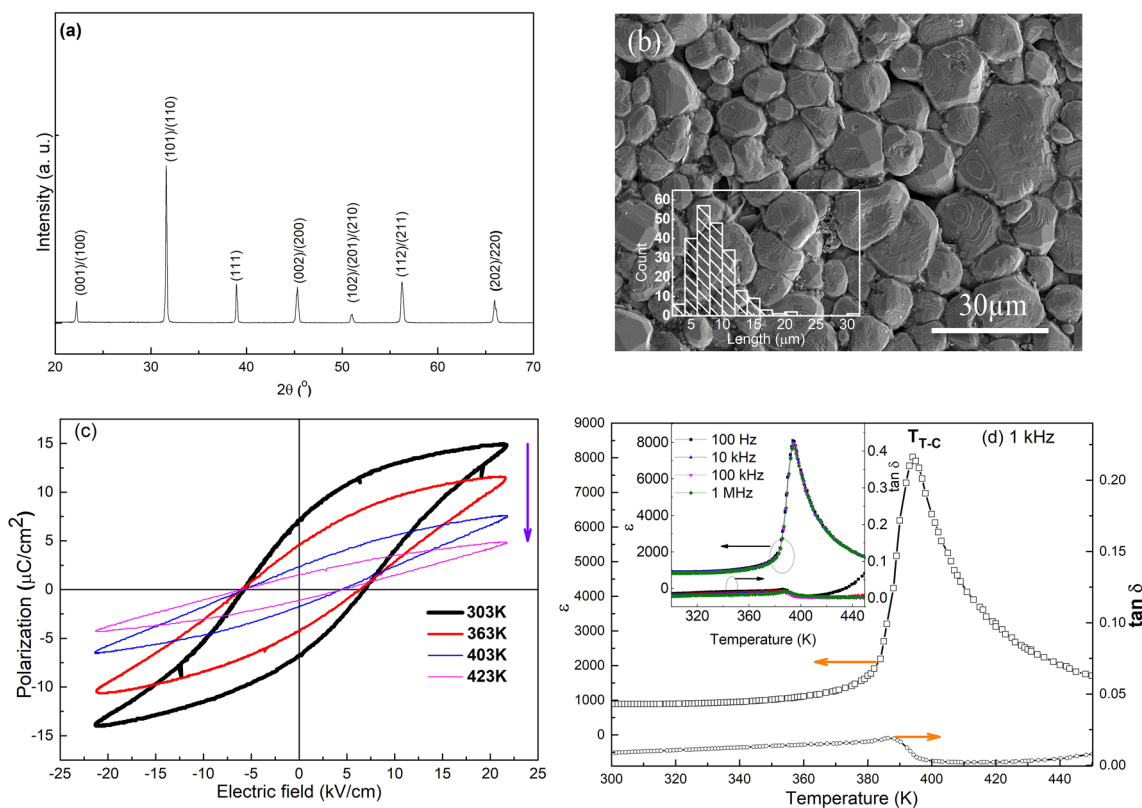 (a)
Intensity (a. u.)
(001)/(100)
(101)/(110)
(111)
(002)/(200)
(102)/(201)/(210)
(112)/(211)
(202)/220)
20 30 40 50 60 70
2θ (°)
(b)
Count
60
50
40
30
20
10
0
5 10 15 20 25 30
Length (μm)
30μm
(c)
Polarization (μC/cm²)
15
10
5
0
-5
-10
-15
303K
363K
403K
423K
-25 -20 -15 -10 -5 0 5 10 15 20 25
Electric field (kV/cm)
(d) 1 kHz
T_T-C
ε
9000
8000
7000
6000
5000
4000
3000
2000
1000
0
tan δ
0.20
0.15
0.10
0.05
0.00
300 320 340 360 380 400 420 440
Temperature (K)
100 Hz
10 kHz
100 kHz
1 MHz
ε
8000
6000
4000
2000
0
tan δ
0.4
0.3
0.2
0.1
0.0
320 360 400 440
Temperature (K)